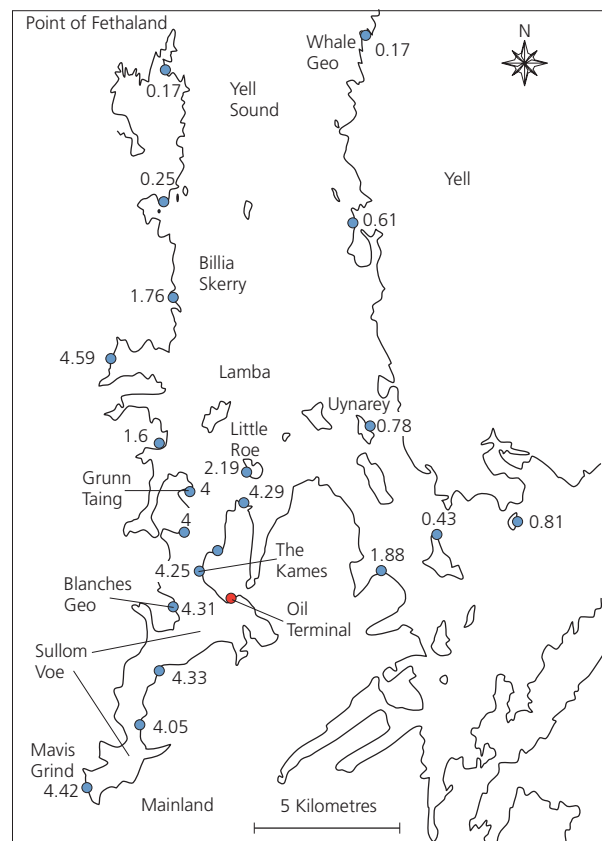 Point of Fethaland
Whale
Geo
N
0.17
0.17
Yell
Sound
Yell
0.25
0.61
Billia
Skerry
1.76
4.59
Lamba
Uynarey
0.78
1.6
Little
Roe
2.19
Grunn
Taing
4
4.29
4
0.43
0.81
The
Kames
1.88
4.25
Blanches
Geo
4.31
Oil
Terminal
Sullom
Voe
4.33
4.05
Mavis
Grind
4.42
Mainland
5 Kilometres